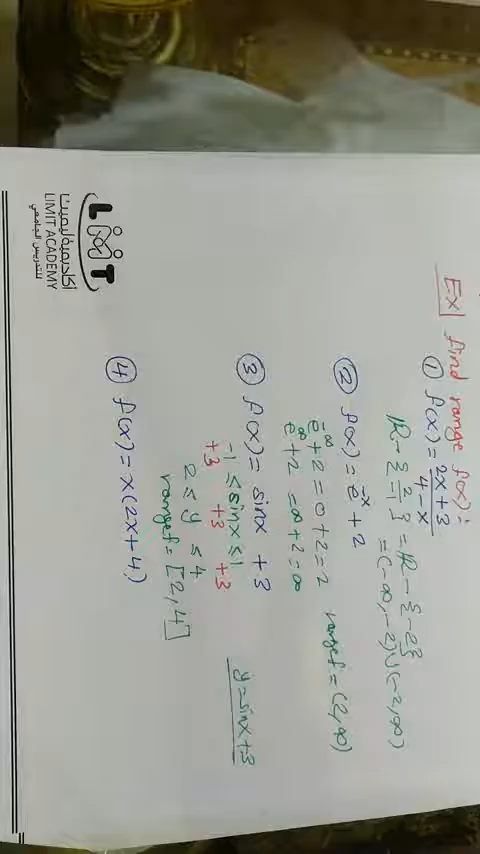 LIMIT
أكاديمية ليميت
LIMIT ACADEMY
للتدريس الجامعي
Ex| find range f(x):
① f(x) = 2x+3 / 4-x
R - {2/-1} = R - {-2}
= (-∞, -2) ∪ (-2, ∞)
② f(x) = e^-x + 2
e^-∞ + 2 = 0 + 2 = 2
e^∞ + 2 = ∞ + 2 = ∞
range f = (2, ∞)
③ f(x) = sinx + 3
-1 ≤ sinx ≤ 1
+3 +3 +3
2 ≤ y ≤ 4
range f = [2, 4]
y = sinx + 3
④ f(x) = x(2x+4)